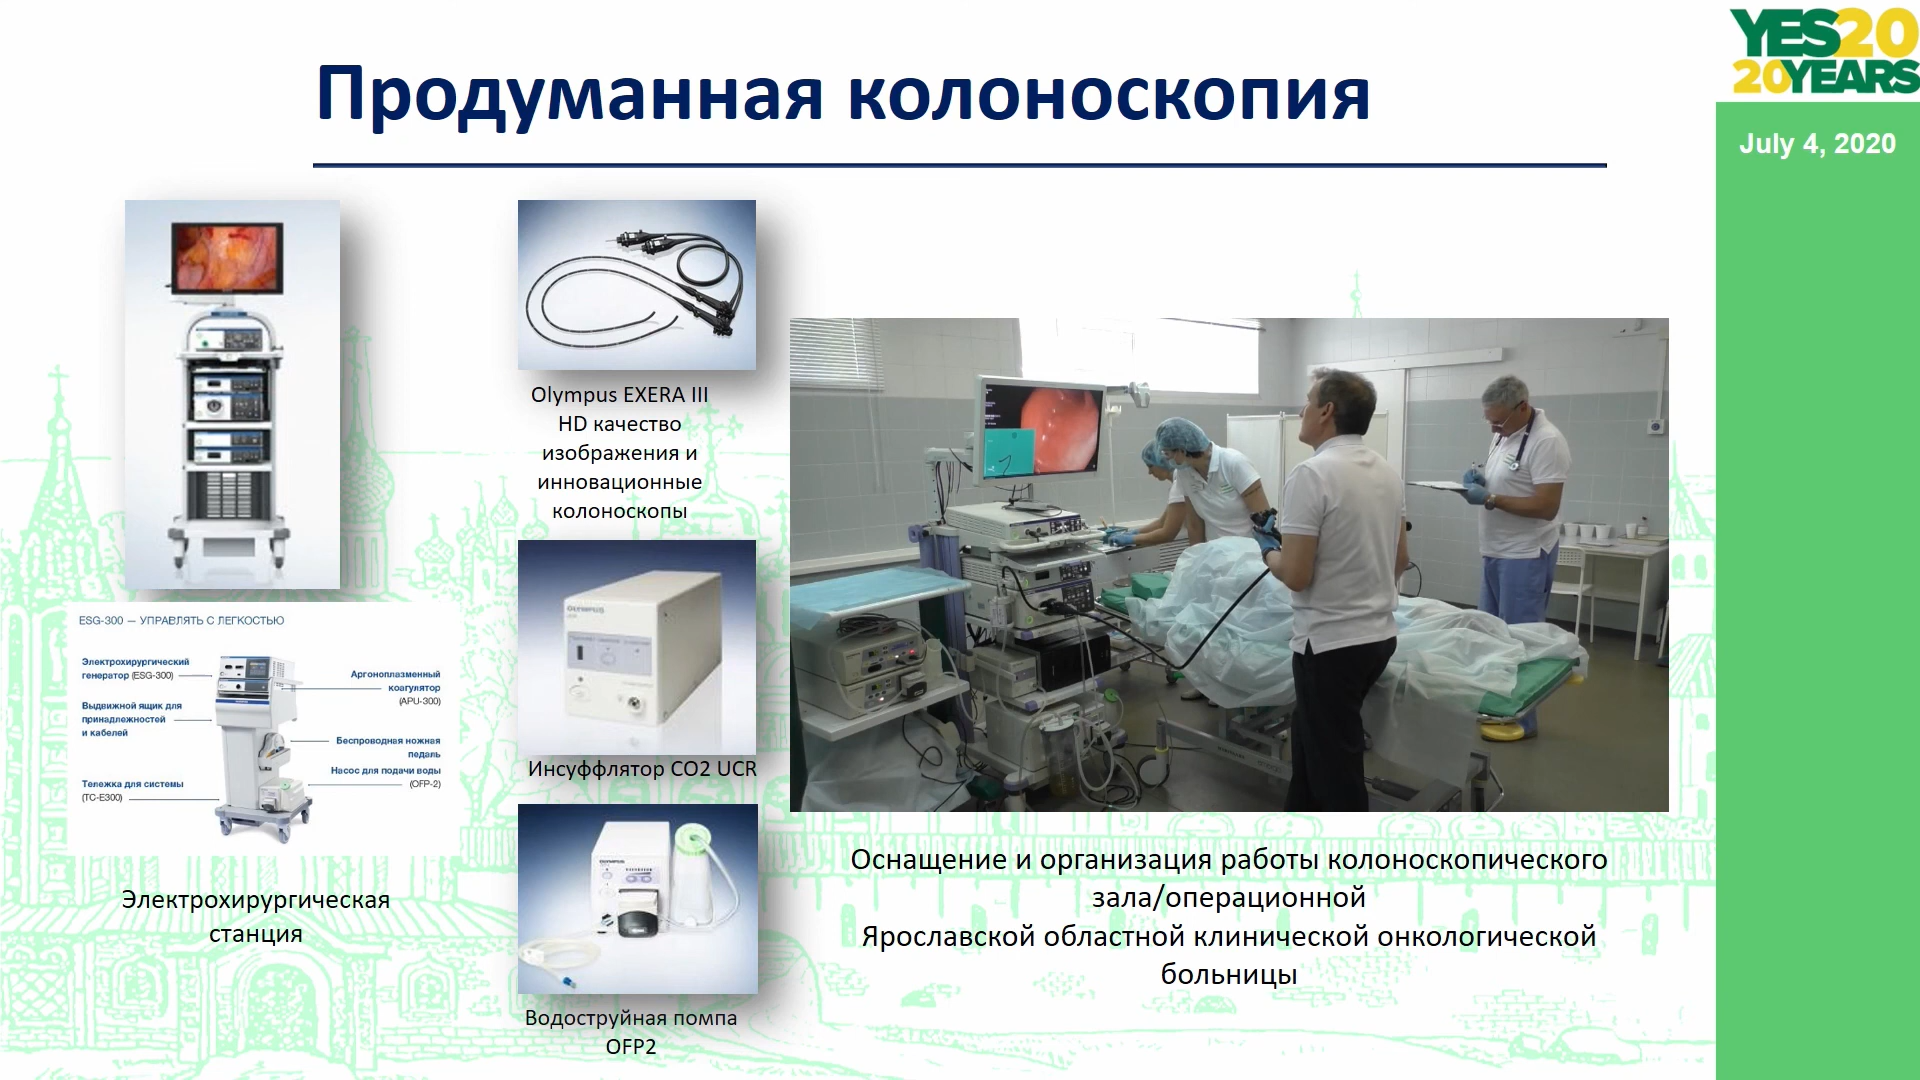 YES20
20YEARS
July 4, 2020
Продуманная колоноскопия
Olympus EXERA III
HD качество
изображения и
инновационные
колоноскопы
ESG-300 — УПРАВЛЯТЬ С ЛЕГКОСТЬЮ
Электрохирургический
генератор (ESG-300)
Выдвижной ящик для
принадлежностей
и кабелей
Тележка для системы
(TC-E300)
Аргоноплазменный
коагулятор
(APU-300)
Беспроводная ножная
педаль
Насос для подачи воды
(OFP-2)
Электрохирургическая
станция
OLYMPUS
Инсуффлятор CO2 UCR
OLYMPUS
Водоструйная помпа
OFP2
Оснащение и организация работы колоноскопического
зала/операционной
Ярославской областной клинической онкологической
больницы